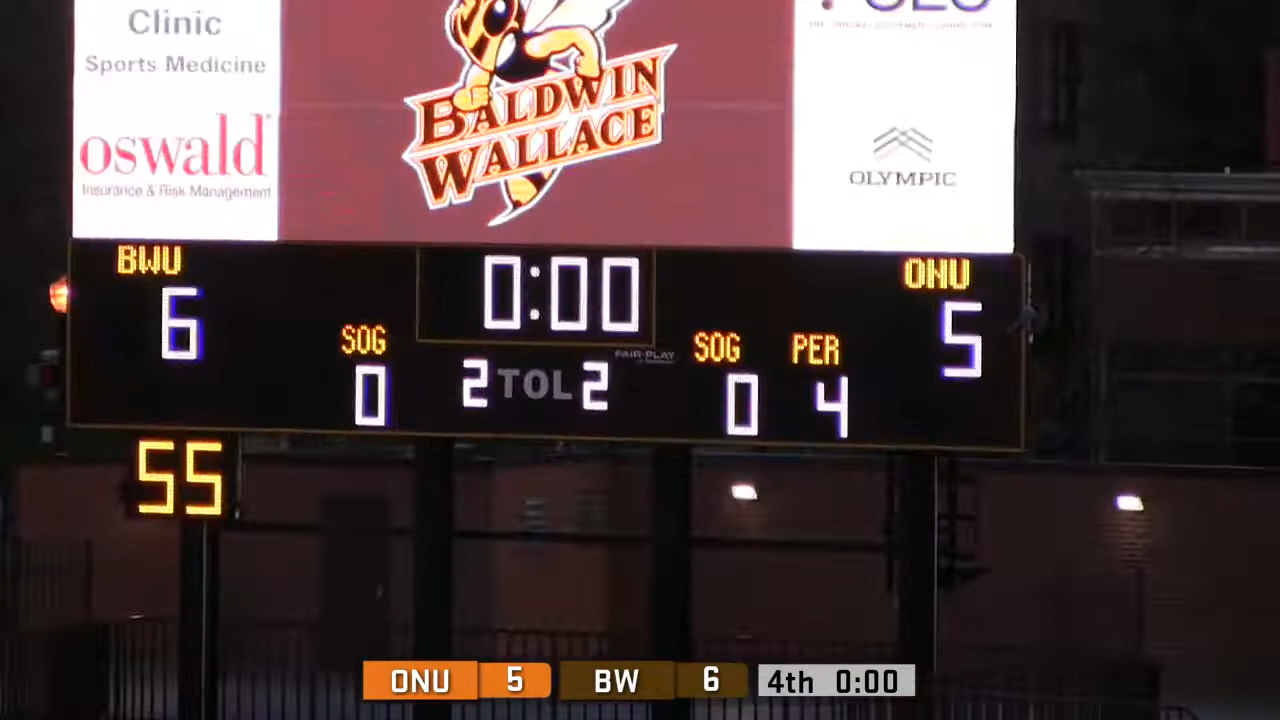 Clinic
Sports Medicine
oswald
Insurance & Risk Management
BALDWIN
WALLACE
OLYMPIC
BWU
6
0:00
ONU
5
SOG
0
2 TOL 2
FAIR-PLAY
SOG
0
PER
4
55
ONU 5 BW 6 4th 0:00